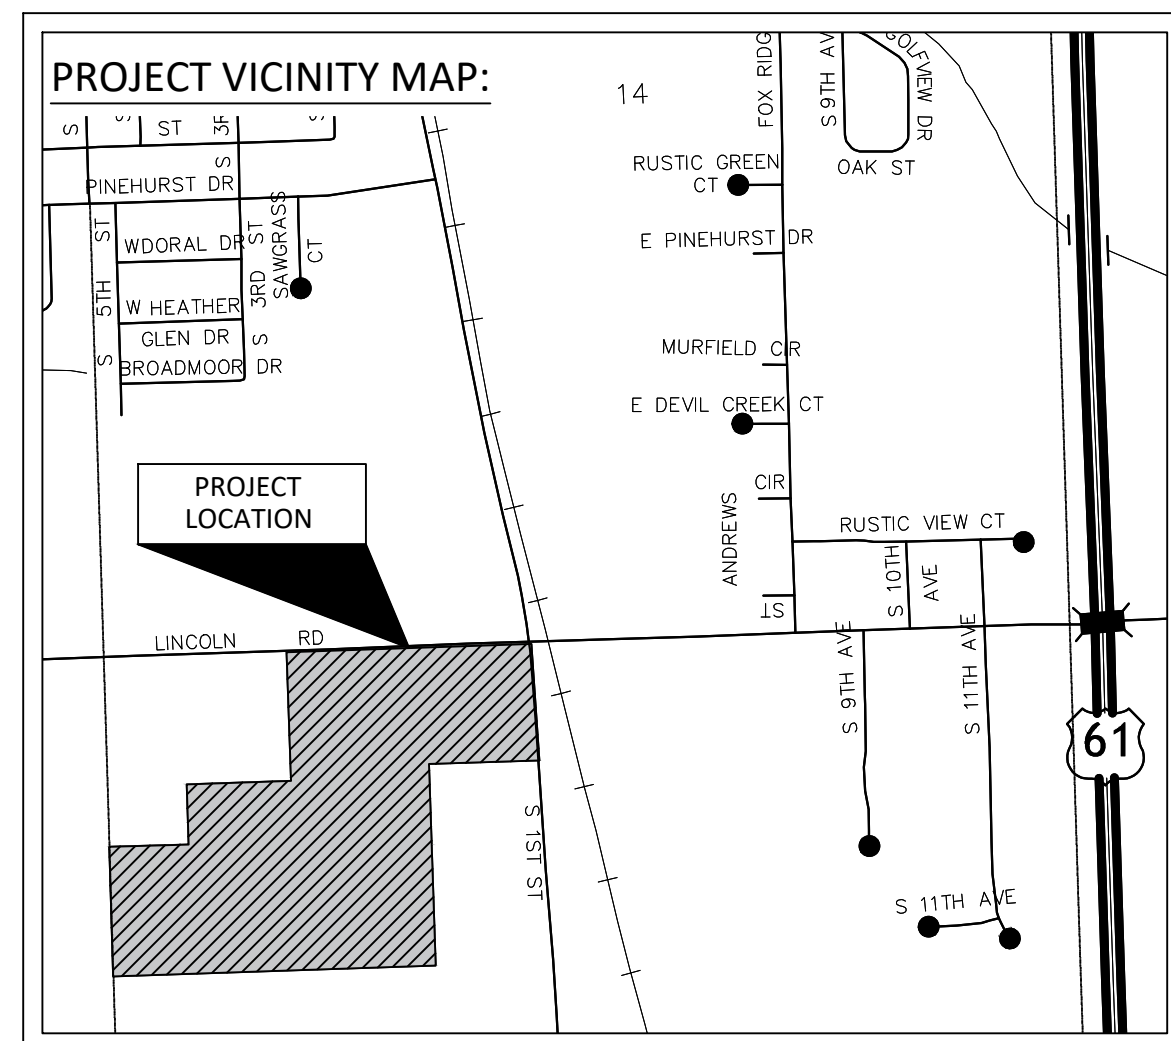 PROJECT VICINITY MAP:
14
S
ST
S
PINEHURST DR
ST
WDORAL DR
ST
SAWGRASS
CT
5TH
W HEATHER
3RD
GLEN DR
S
S
BROADMOOR DR
FOX RIDG
S 9TH AV
GOLFVIEW DR
OAK ST
RUSTIC GREEN
CT
E PINEHURST DR
MURFIELD CIR
E DEVIL CREEK CT
CIR
ANDREWS
ST
RUSTIC VIEW CT
S 10TH
AVE
PROJECT
LOCATION
LINCOLN RD
S 9TH AVE
S 11TH AVE
61
S 1ST ST
S 11TH AVE